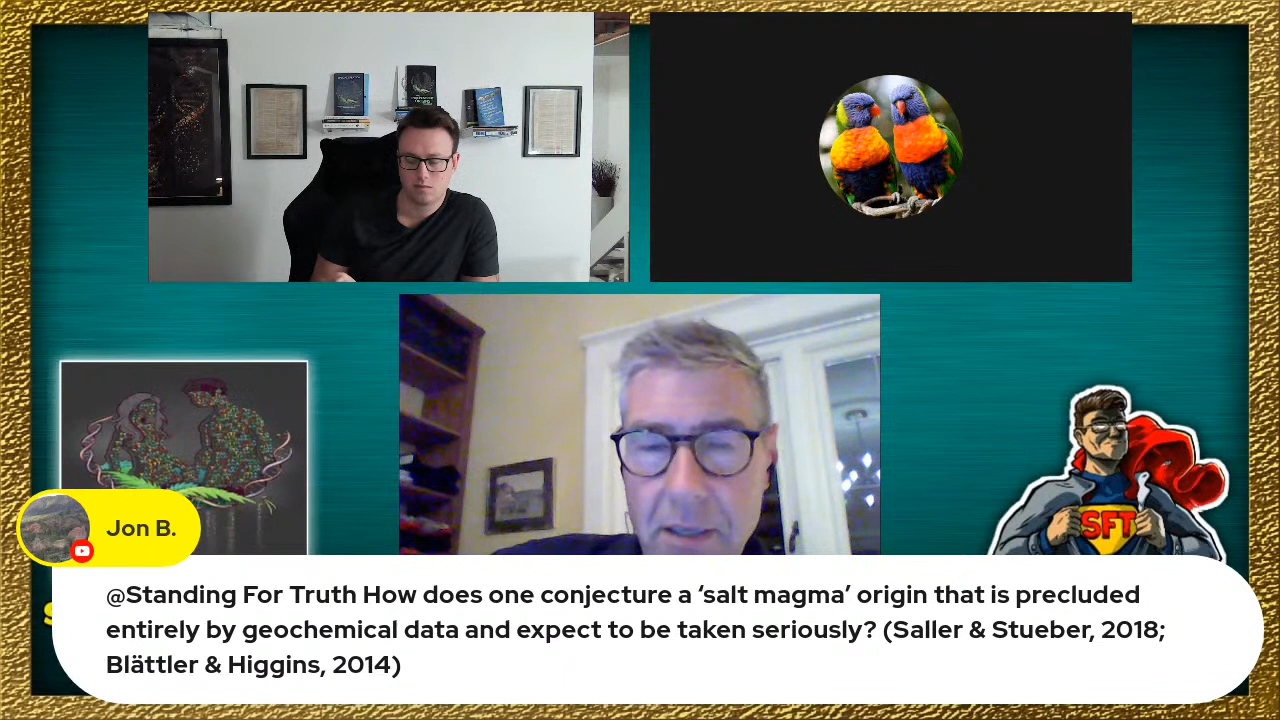 SFT
Jon B.
@Standing For Truth How does one conjecture a ‘salt magma’ origin that is precluded
entirely by geochemical data and expect to be taken seriously? (Saller & Stueber, 2018;
Blättler & Higgins, 2014)